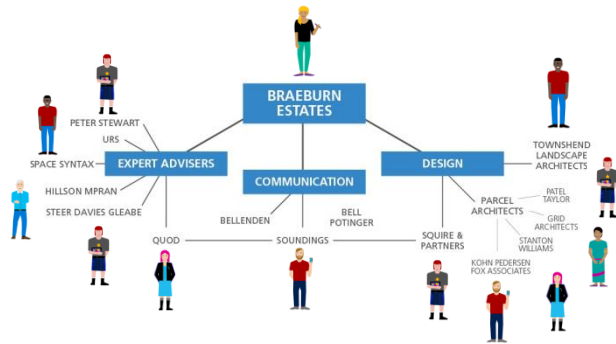 BRAEBURN
ESTATES
PETER STEWART
URS
SPACE SYNTAX
EXPERT ADVISERS
HILLSON MPRAN
STEER DAVIES GLEABE
QUOD
COMMUNICATION
BELLENDEN
BELL
POTINGER
SOUNDINGS
DESIGN
TOWNSHEND
LANDSCAPE
ARCHITECTS
SQUIRE &
PARTNERS
PARCEL
ARCHITECTS
PATEL
TAYLOR
GRID
ARCHITECTS
STANTON
WILLIAMS
KOHN PEDERSEN
FOX ASSOCIATES